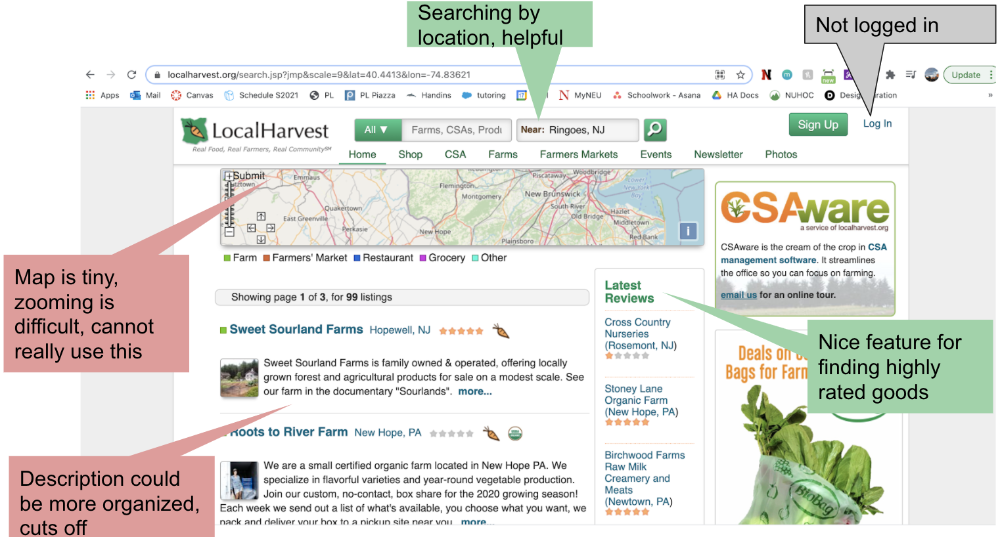 Searching by
location, helpful
Not logged in
localharvest.org/search.jsp?jmp&scale=9&lat=40.4413&lon=-74.83621
new
Update
Apps Mail Canvas Schedule S2021 PL PL Piazza Handins tutoring 17 MyNEU Schoolwork - Asana HA Docs NUHOC »
LocalHarvest
Real Food, Real Farmers, Real Community℠
All ▼ Farms, CSAs, Produ Near: Ringoes, NJ
Sign Up Log In
Home Shop CSA Farms Farmers Markets Events Newsletter Photos
Submit
Emmaus
Quakertown
East Greenville
Perkasie
Flemington
Montgomery
New Hope
Piscataway
Woodbridge
New Brunswick
South River
Old Bridge
Hazlet
Middletown
Red Bank
Plainsboro
Lower
New York
Bay
i
Farm Farmers' Market Restaurant Grocery Other
Map is tiny,
zooming is
difficult, cannot
really use this
Showing page 1 of 3, for 99 listings
Sweet Sourland Farms Hopewell, NJ
Sweet Sourland Farms is family owned & operated, offering locally
grown forest and agricultural products for sale on a modest scale. See
our farm in the documentary "Sourlands". more...
Roots to River Farm New Hope, PA
We are a small certified organic farm located in New Hope PA. We
specialize in flavorful varieties and year-round vegetable production.
Join our custom, no-contact, box share for the 2020 growing season!
Each week we send out a list of what's available, you choose what you want, we
pack and deliver your box to a pickup site near you. more...
Description could
be more organized,
cuts off
Latest
Reviews
Cross Country
Nurseries
(Rosemont, NJ)
Stoney Lane
Organic Farm
(New Hope, PA)
Birchwood Farms
Raw Milk
Creamery and
Meats
(Newtown, PA)
CSAware
a service of localharvest.org
CSAware is the cream of the crop in CSA
management software. It streamlines
the office so you can focus on farming.
email us for an online tour.
Nice feature for
finding highly
rated goods
Deals on
Bags for Farm
BioBag